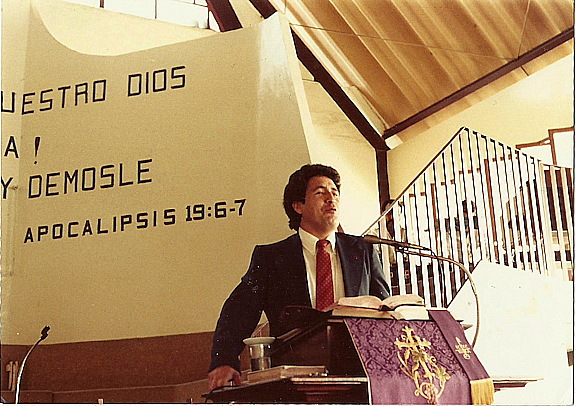 UESTRO DIOS
A!
Y DEMOSLE
APOCALIPSIS 19:6-7